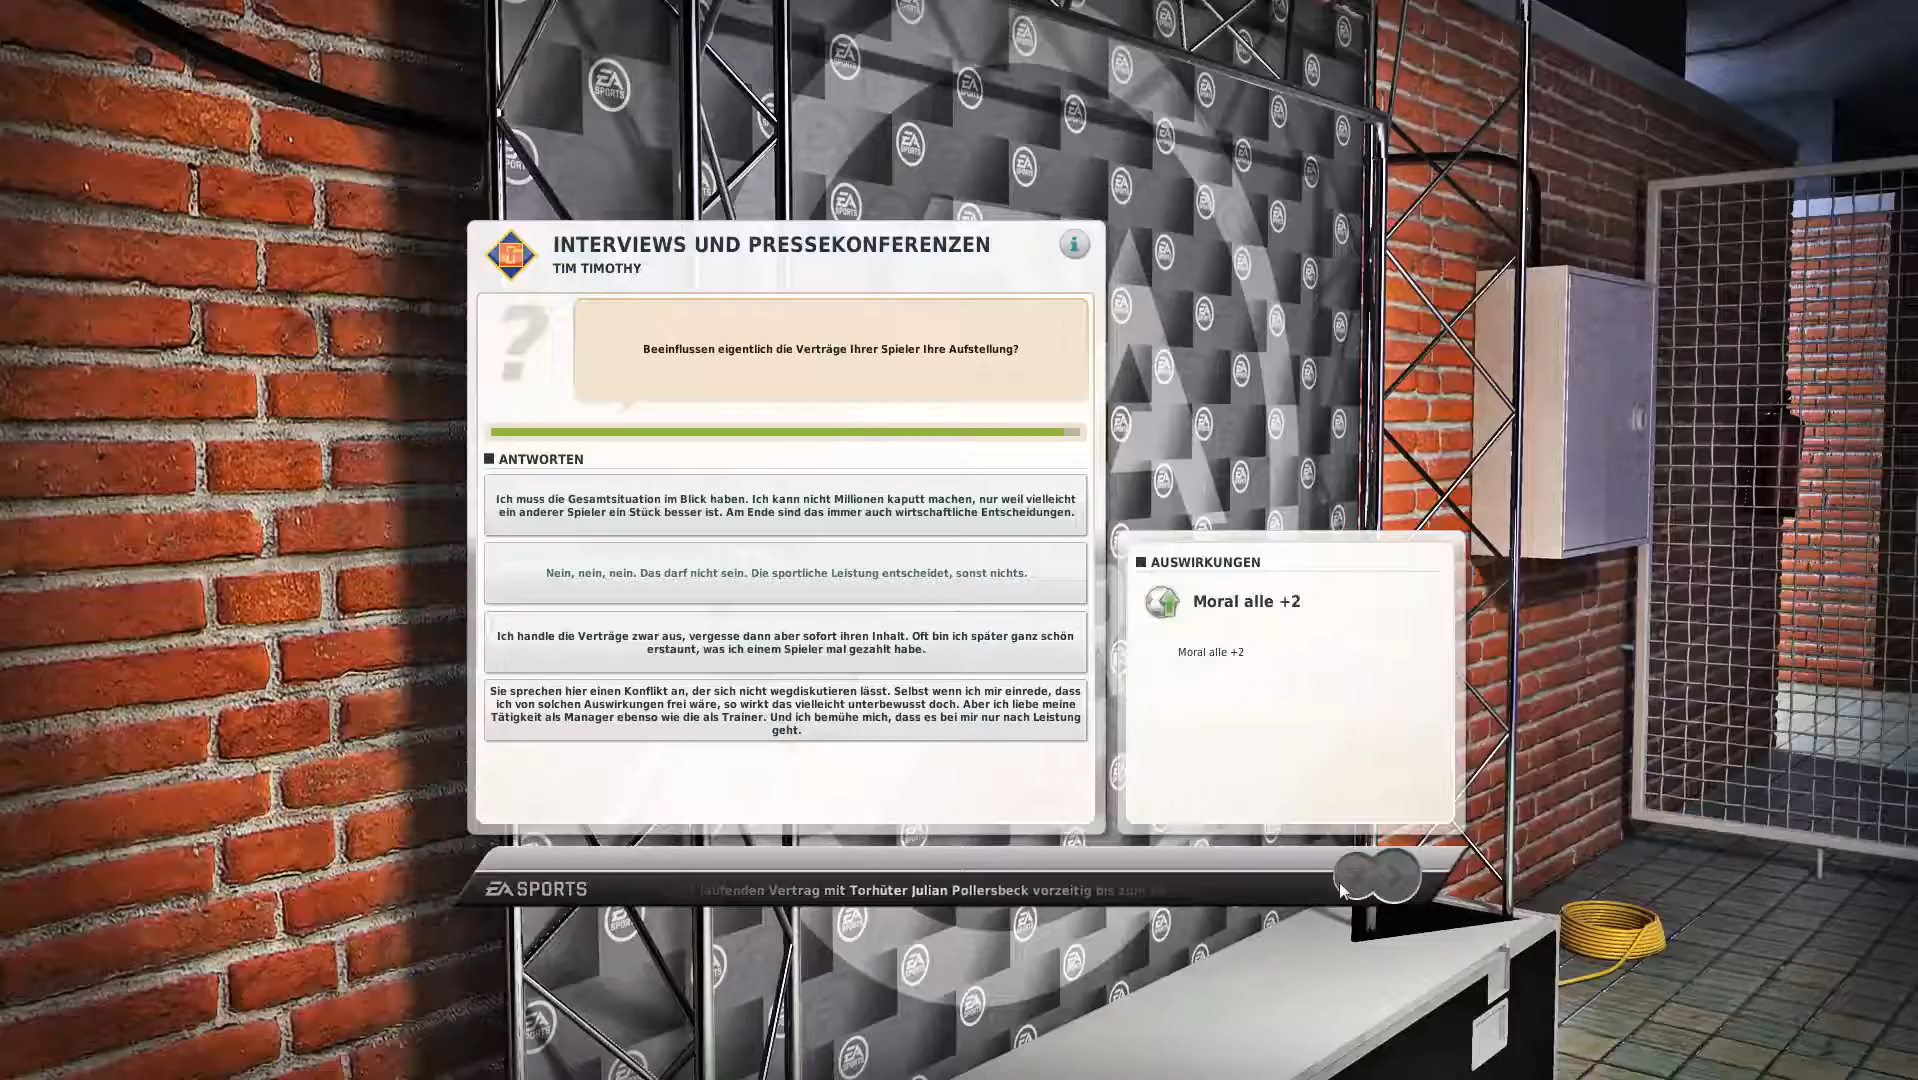 INTERVIEWS UND PRESSEKONFERENZEN
TIM TIMOTHY
Beeinflussen eigentlich die Verträge Ihrer Spieler Ihre Aufstellung?
ANTWORTEN
Ich muss die Gesamtsituation im Blick haben. Ich kann nicht Millionen kaputt machen, nur weil vielleicht
ein anderer Spieler ein Stück besser ist. Am Ende sind das immer auch wirtschaftliche Entscheidungen.
Nein, nein, nein. Das darf nicht sein. Die sportliche Leistung entscheidet, sonst nichts.
Ich handle die Verträge zwar aus, vergesse dann aber sofort ihren Inhalt. Oft bin ich später ganz schön
erstaunt, was ich einem Spieler mal gezahlt habe.
Sie sprechen hier einen Konflikt an, der sich nicht wegdiskutieren lässt. Selbst wenn ich mir einrede, dass
ich von solchen Auswirkungen frei wäre, so wirkt das vielleicht unterbewusst doch. Aber ich liebe meine
Tätigkeit als Manager ebenso wie die als Trainer. Und ich bemühe mich, dass es bei mir nur nach Leistung
geht.
AUSWIRKUNGEN
Moral alle +2
Moral alle +2
EA SPORTS
laufenden Vertrag mit Torhüter Julian Pollersbeck vorzeitig bis zum